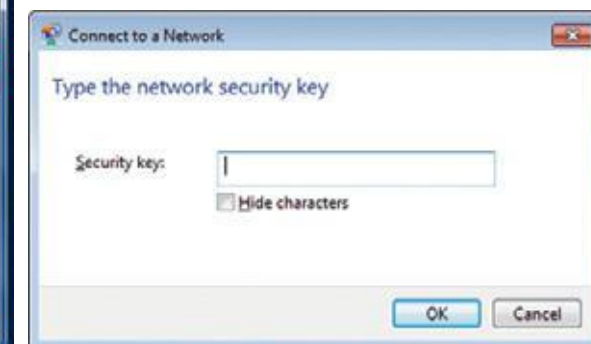 Connect to a Network
Type the network security key
Security key:
Hide characters
OK Cancel